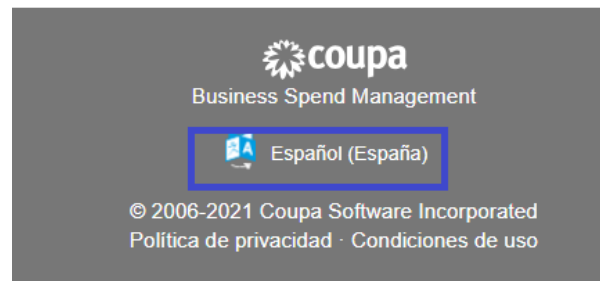 coupa
Business Spend Management
Español (España)
© 2006-2021 Coupa Software Incorporated
Política de privacidad · Condiciones de uso